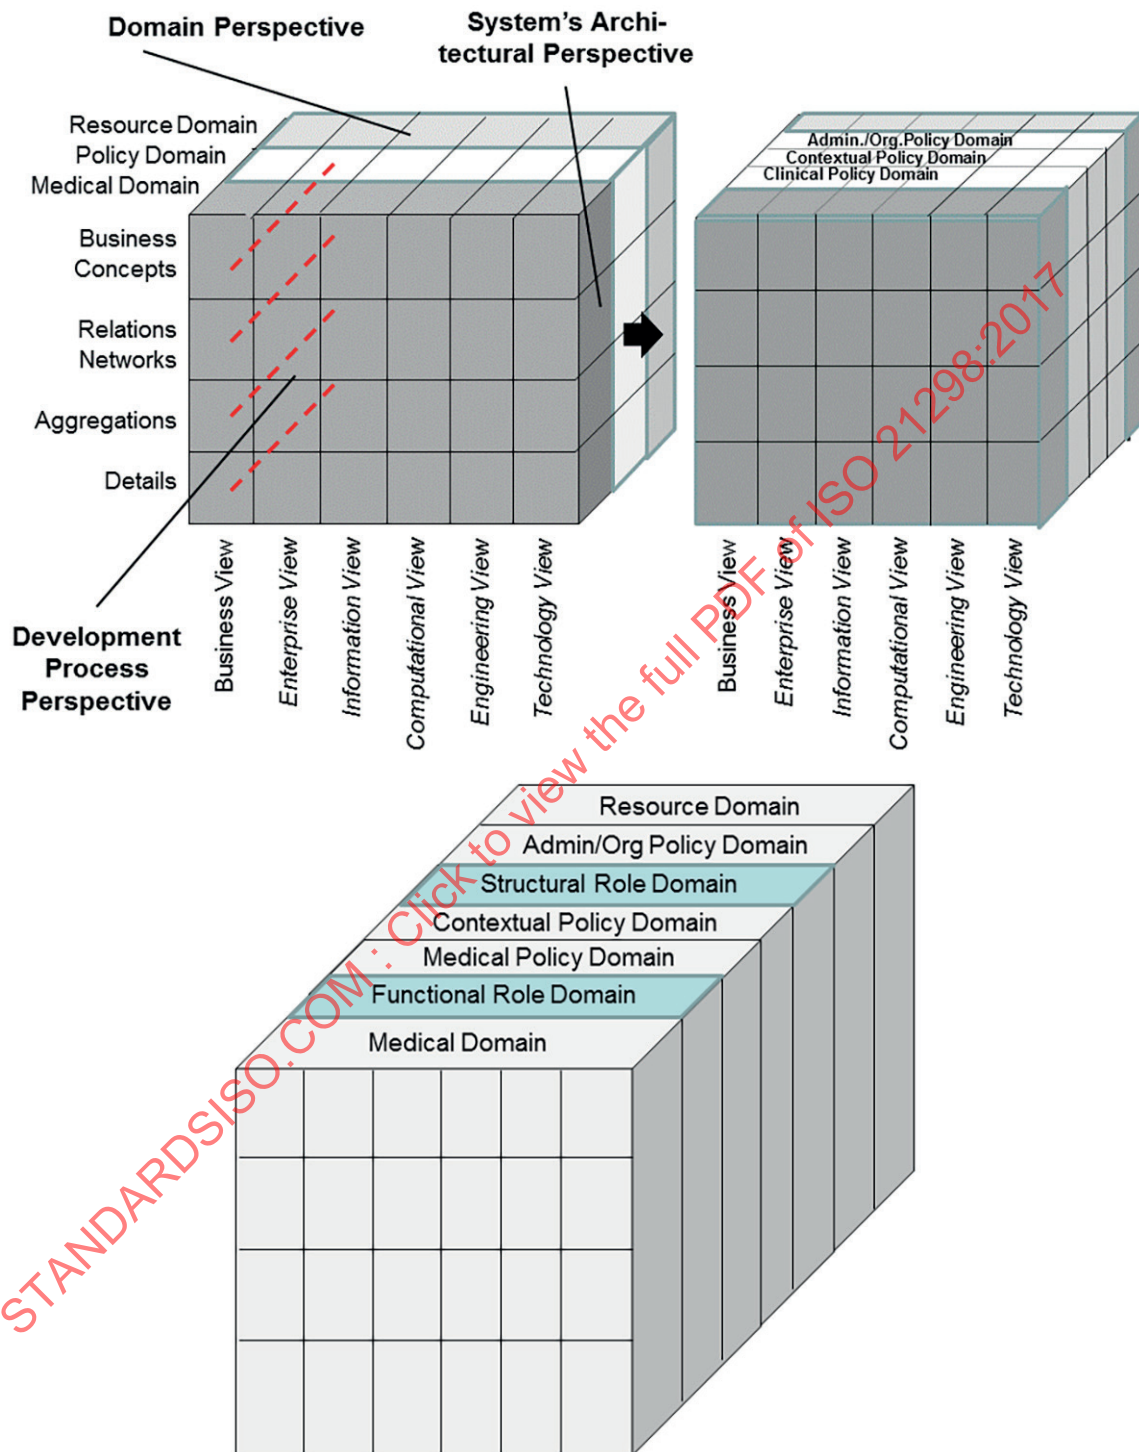 Domain Perspective
System's Archi-
tectural Perspective
Resource Domain
Policy Domain
Medical Domain
Business
Concepts
Relations
Networks
Aggregations
Details
Development
Process
Perspective
Business View
Enterprise View
Information View
Computational View
Engineering View
Technology View
Admin./Org.Policy Domain
Contextual Policy Domain
Clinical Policy Domain
Business View
Enterprise View
Information View
Computational View
Engineering View
Technology View
Resource Domain
Admin/Org Policy Domain
Structural Role Domain
Contextual Policy Domain
Medical Policy Domain
Functional Role Domain
Medical Domain
STANDARDSISO.COM : Click to view the full PDF of ISO 21298:2017